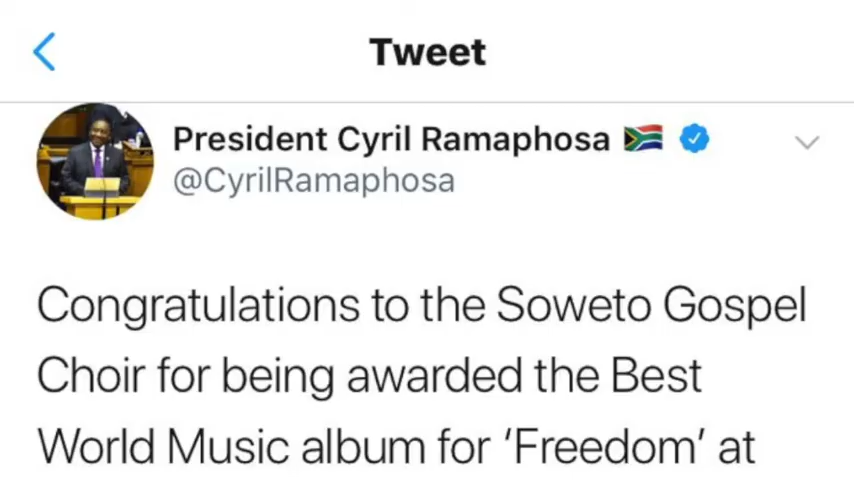 Tweet
President Cyril Ramaphosa
@CyrilRamaphosa
Congratulations to the Soweto Gospel
Choir for being awarded the Best
World Music album for ‘Freedom’ at